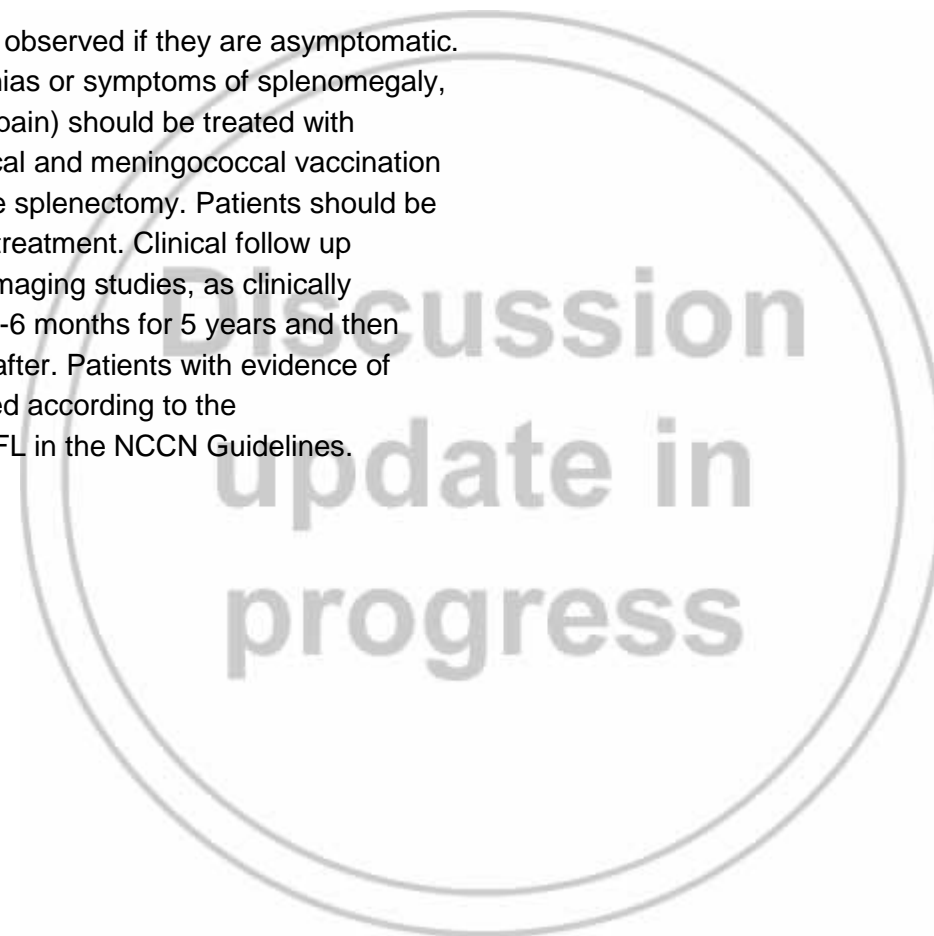 observed if they are asymptomatic.
nias or symptoms of splenomegaly,
pain) should be treated with
cal and meningococcal vaccination
e splenectomy. Patients should be
treatment. Clinical follow up
maging studies, as clinically
-6 months for 5 years and then
after. Patients with evidence of
ed according to the
FL in the NCCN Guidelines.
Discussion
update in
progress